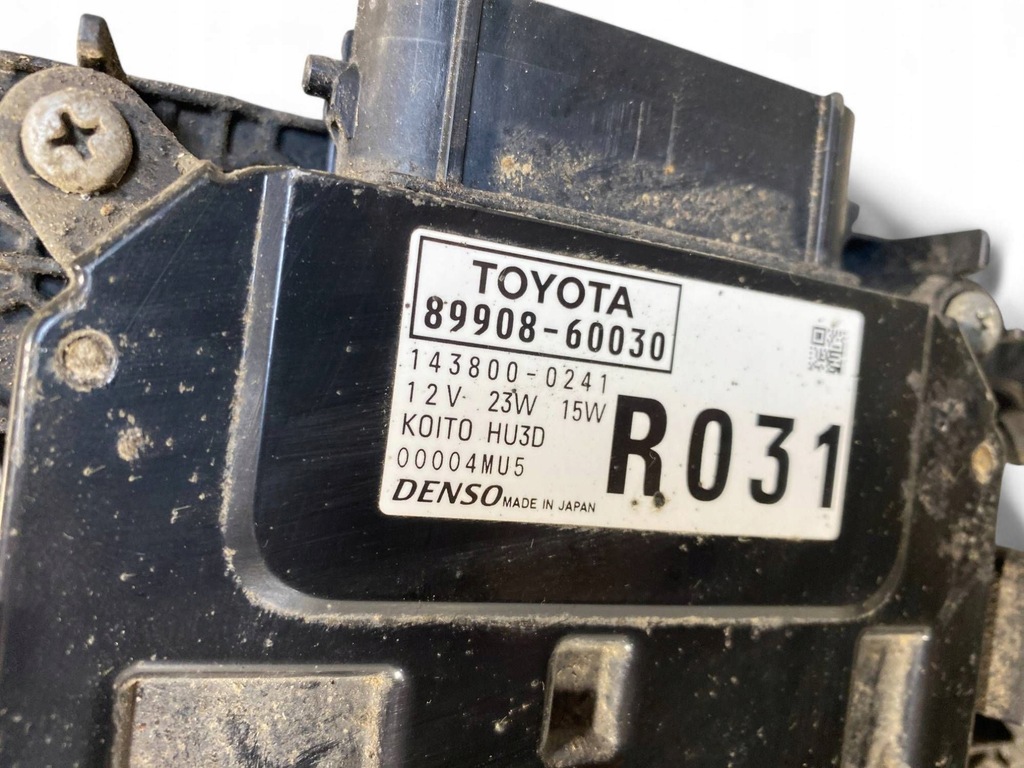 TOYOTA
89908-60030
143800-0241
12V 23W 15W
KOITO HU3D
00004MU5
R031
DENSO MADE IN JAPAN